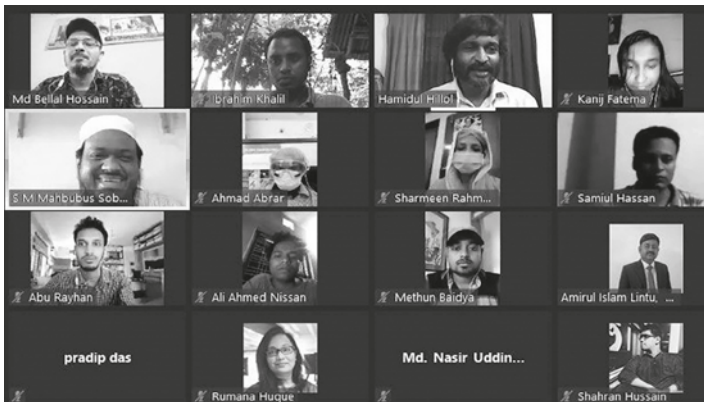 Md Bellal Hossain
Ibrahim Khalil
Hamidul Hillol
Kanij Fatema
S M Mahbubus Sob...
Ahmad Abrar
Sharmeen Rahm...
Samiul Hassan
Abu Rayhan
Ali Ahmed Nissan
Methun Baidya
Amirul Islam Lintu, ...
pradip das
Rumana Huque
Md. Nasir Uddin...
Shahran Hussain